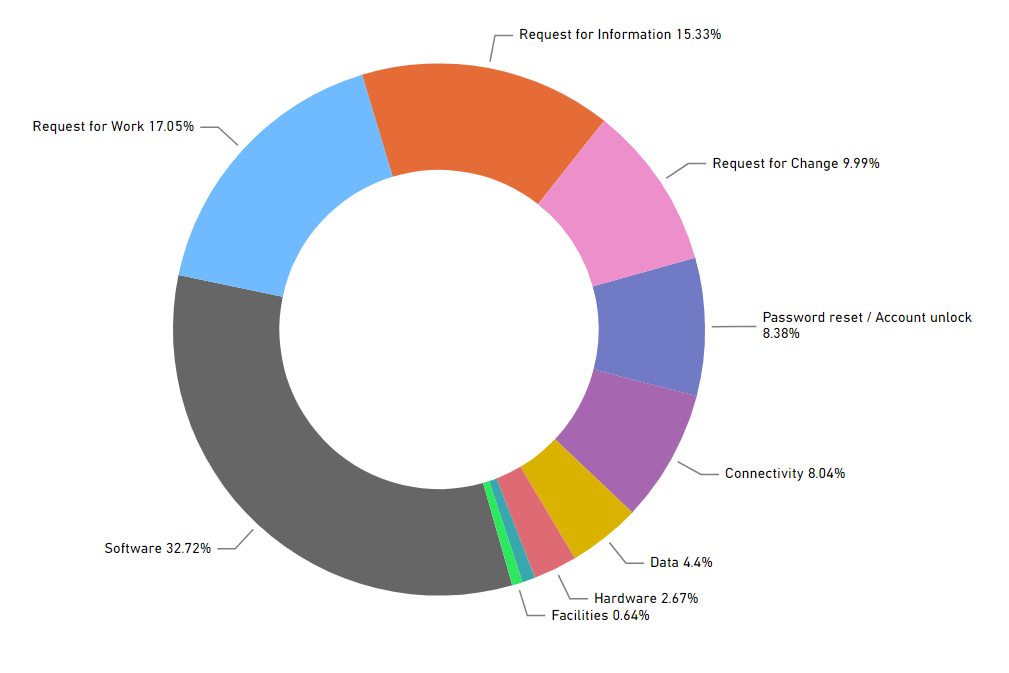 Request for Information 15.33%
Request for Work 17.05%
Request for Change 9.99%
Password reset / Account unlock
8.38%
Connectivity 8.04%
Software 32.72%
Data 4.4%
Hardware 2.67%
Facilities 0.64%